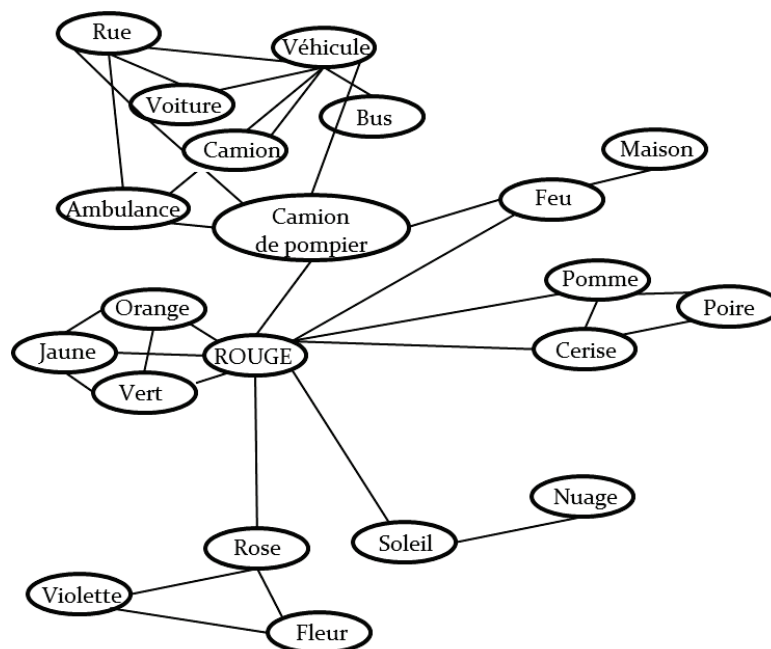 Rue
Véhicule
Voiture
Bus
Camion
Maison
Ambulance
Camion
de pompier
Feu
Pomme
Orange
Poire
Jaune
ROUGE
Cerise
Vert
Nuage
Rose
Soleil
Violette
Fleur